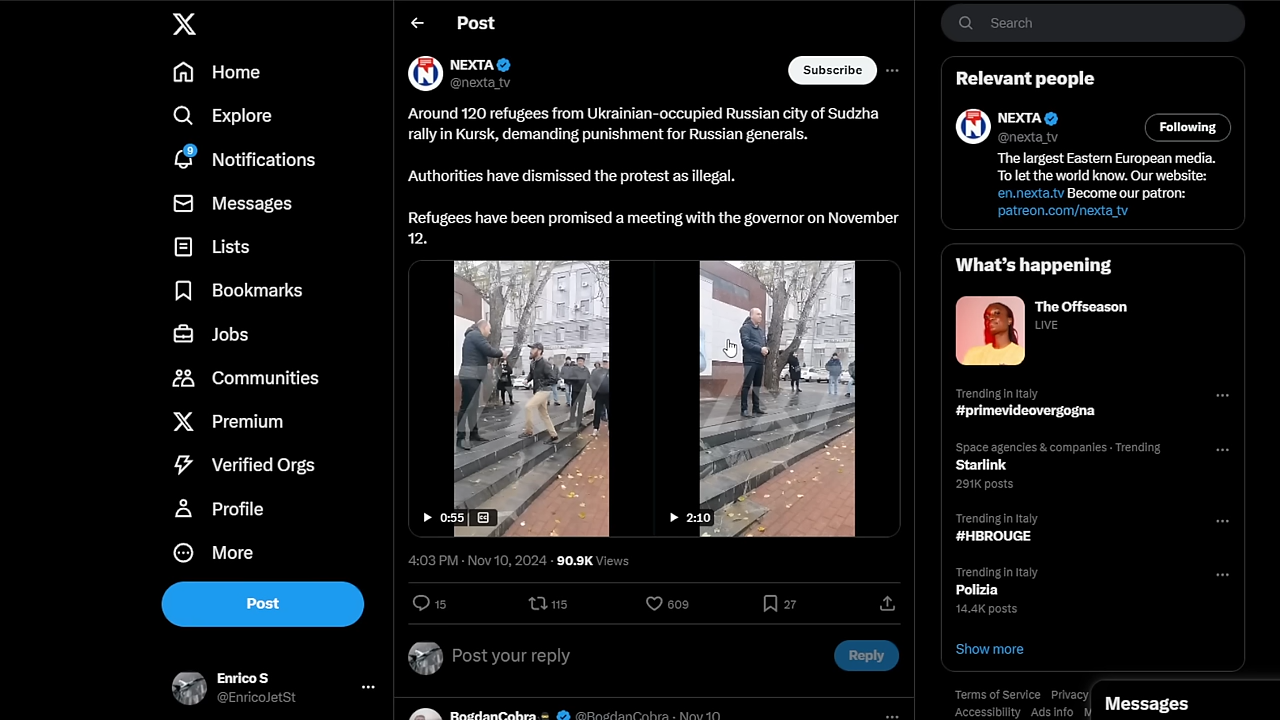 Home
Explore
9
Notifications
Messages
Lists
Bookmarks
Jobs
Communities
Premium
Verified Orgs
Profile
More
Post
Enrico S
@EnricoJetSt
Post
NEXTA
@nexta_tv
Subscribe
Around 120 refugees from Ukrainian-occupied Russian city of Sudzha
rally in Kursk, demanding punishment for Russian generals.
Authorities have dismissed the protest as illegal.
Refugees have been promised a meeting with the governor on November
12.
0:55
CC
2:10
4:03 PM · Nov 10, 2024 · 90.9K Views
15
115
609
27
Post your reply
Reply
BogdanCobra
@BogdanCobra · Nov 10
Search
Relevant people
NEXTA
@nexta_tv
Following
The largest Eastern European media.
To let the world know. Our website:
en.nexta.tv Become our patron:
patreon.com/nexta_tv
What's happening
The Offseason
LIVE
Trending in Italy
#primevideovergogna
Space agencies & companies · Trending
Starlink
291K posts
Trending in Italy
#HBROUGE
Trending in Italy
Polizia
14.4K posts
Show more
Terms of Service Privacy
Accessibility Ads info
Messages